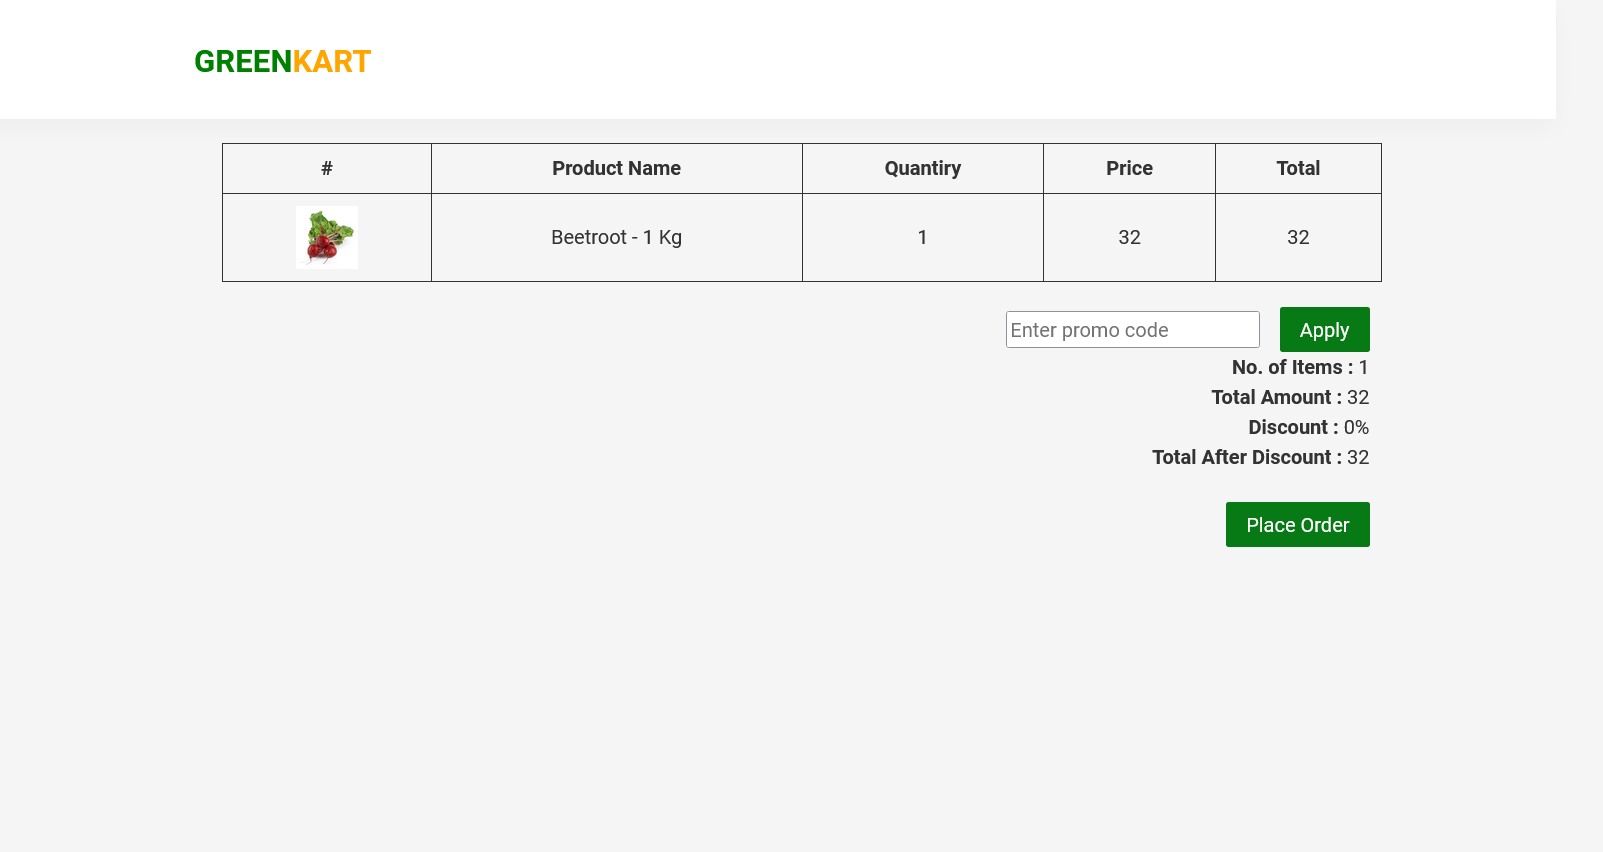 GREENKART
# Product Name Quantiry Price Total
Beetroot - 1 Kg 1 32 32
Enter promo code Apply
No. of Items : 1
Total Amount : 32
Discount : 0%
Total After Discount : 32
Place Order